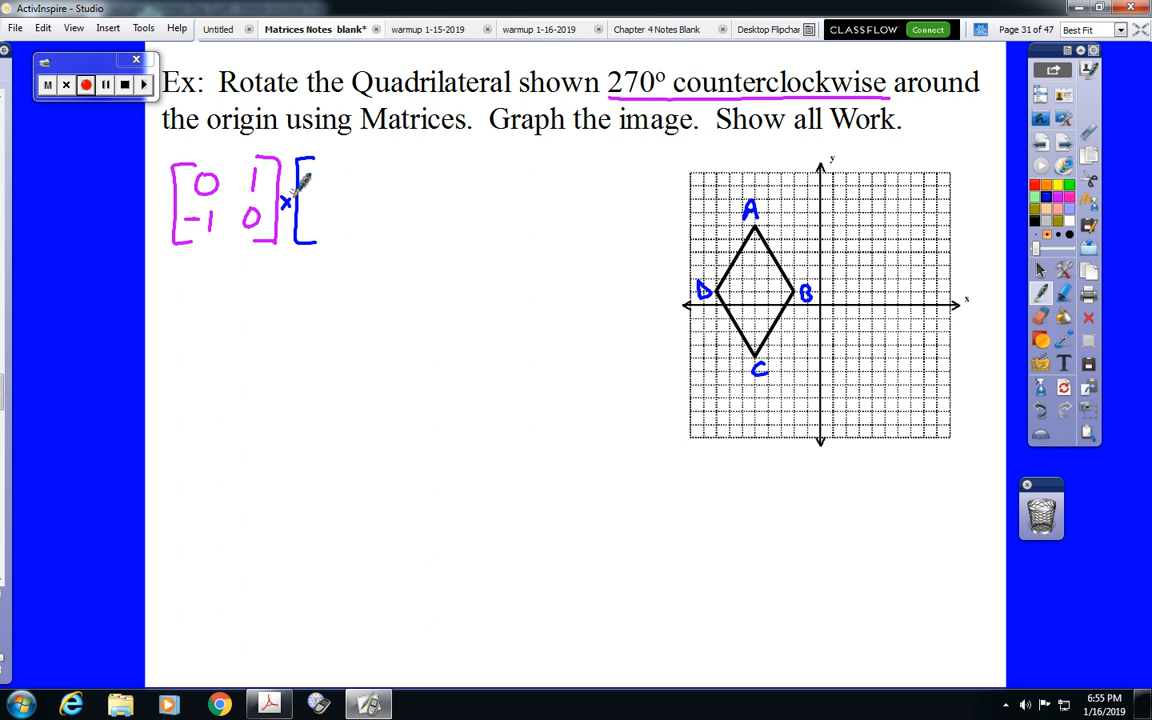 ActivInspire - Studio
File Edit View Insert Tools Help Untitled Matrices Notes blank* warmup 1-15-2019 warmup 1-16-2019 Chapter 4 Notes Blank Desktop Flipchar CLASSFLOW Connect Page 31 of 47 Best Fit
M
Ex: Rotate the Quadrilateral shown 270° counterclockwise around
the origin using Matrices. Graph the image. Show all Work.
0 1
-1 0
x
y
A
D
B
x
C
T
6:55 PM
1/16/2019